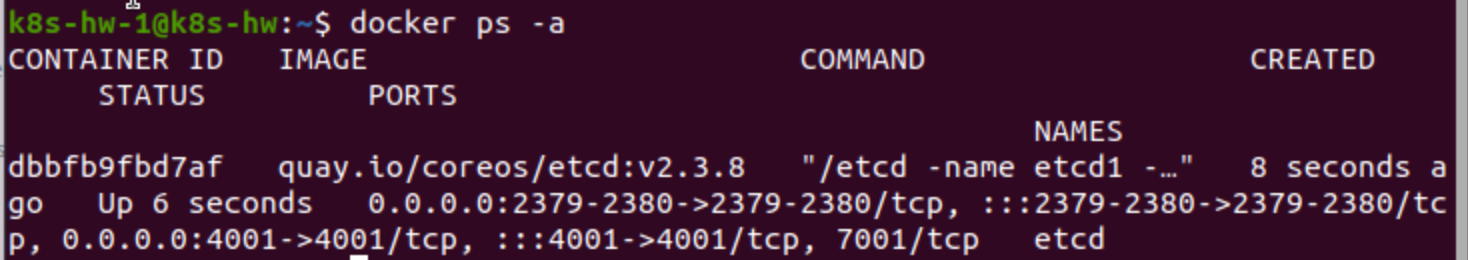 k8s-hw-1@k8s-hw:~$ docker ps -a
CONTAINER ID   IMAGE                        COMMAND                  CREATED
     STATUS         PORTS
                                                         NAMES
dbbfb9fbd7af   quay.io/coreos/etcd:v2.3.8   "/etcd -name etcd1 -…"   8 seconds a
go   Up 6 seconds   0.0.0.0:2379-2380->2379-2380/tcp, :::2379-2380->2379-2380/tc
p, 0.0.0.0:4001->4001/tcp, :::4001->4001/tcp, 7001/tcp   etcd